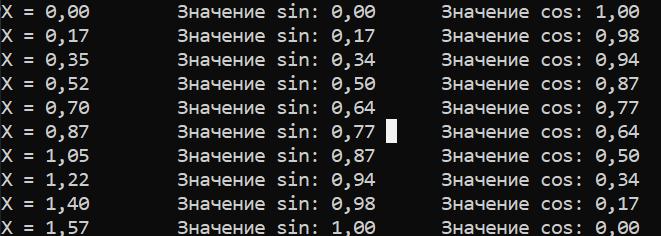 X = 0,00 Значение sin: 0,00 Значение cos: 1,00
X = 0,17 Значение sin: 0,17 Значение cos: 0,98
X = 0,35 Значение sin: 0,34 Значение cos: 0,94
X = 0,52 Значение sin: 0,50 Значение cos: 0,87
X = 0,70 Значение sin: 0,64 Значение cos: 0,77
X = 0,87 Значение sin: 0,77 Значение cos: 0,64
X = 1,05 Значение sin: 0,87 Значение cos: 0,50
X = 1,22 Значение sin: 0,94 Значение cos: 0,34
X = 1,40 Значение sin: 0,98 Значение cos: 0,17
X = 1,57 Значение sin: 1,00 Значение cos: 0,00